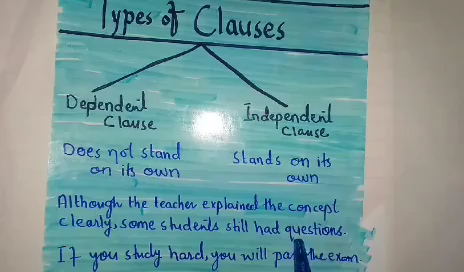 Types of Clauses
Dependent Clause
Independent Clause
Does not stand on its own
Stands on its own
Although the teacher explained the concept
clearly, some students still had questions.
If you study hard, you will pass the exam.